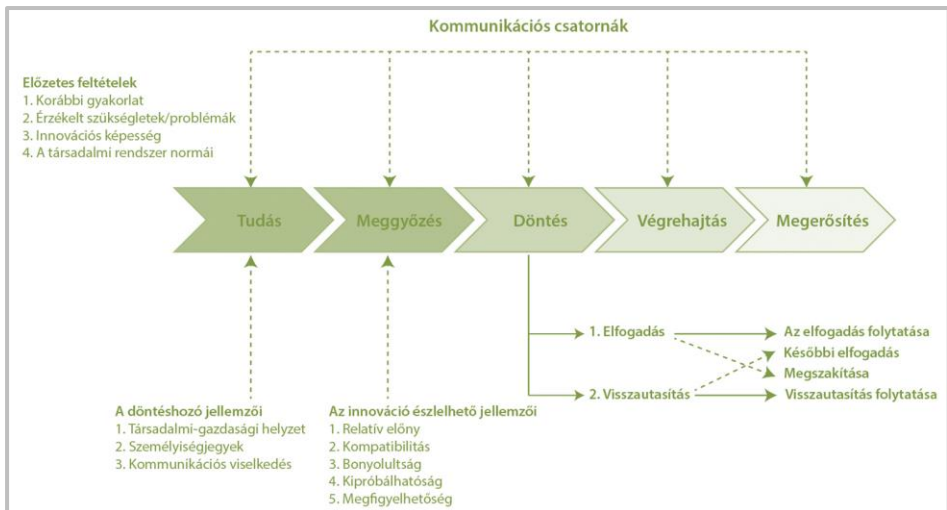 Kommunikációs csatornák
Előzetes feltételek
1. Korábbi gyakorlat
2. Érzékelt szükségletek/problémák
3. Innovációs képesség
4. A társadalmi rendszer normái
Tudás
Meggyőzés
Döntés
Végrehajtás
Megerősítés
1. Elfogadás
Az elfogadás folytatása
Későbbi elfogadás
Megszakítása
2. Visszautasítás
Visszautasítás folytatása
A döntéshozó jellemzői
1. Társadalmi-gazdasági helyzet
2. Személyiségjegyek
3. Kommunikációs viselkedés
Az innováció észlelhető jellemzői
1. Relatív előny
2. Kompatibilitás
3. Bonyolultság
4. Kipróbálhatóság
5. Megfigyelhetőség